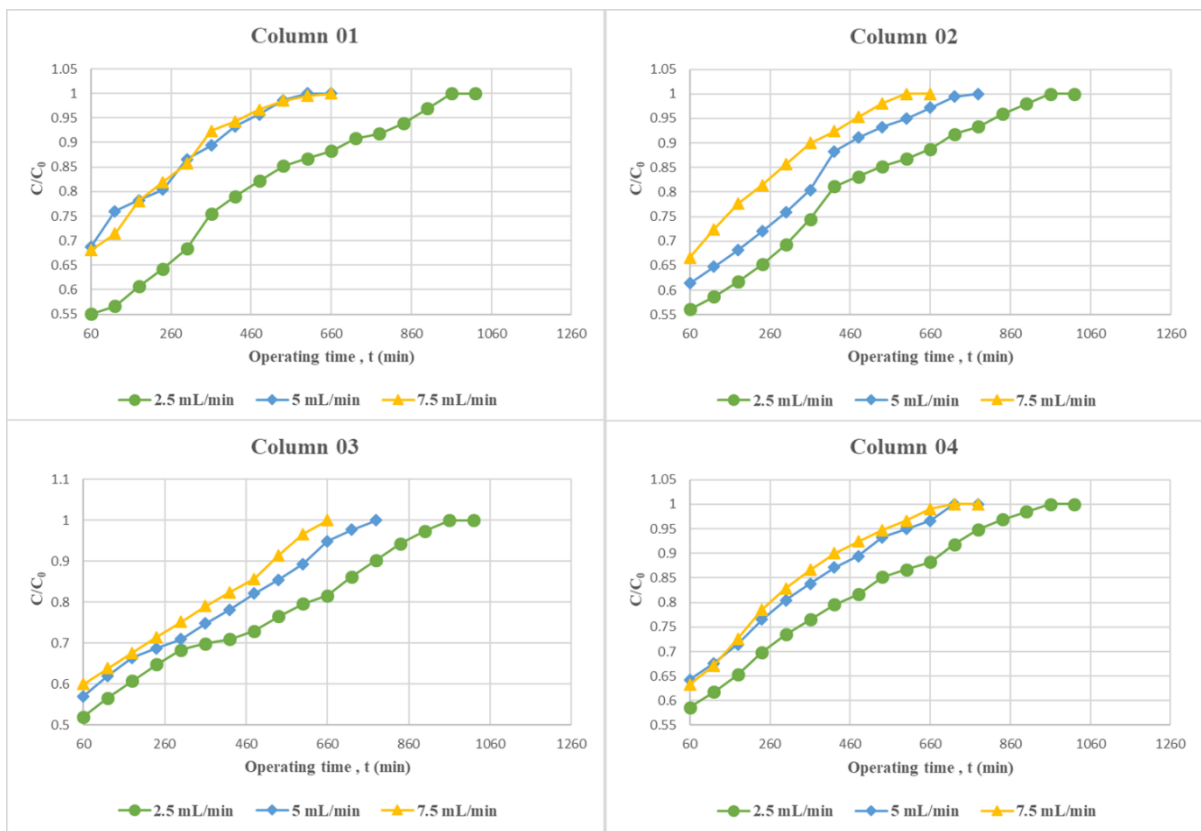 Column 01
1.05
1
0.95
0.9
0.85
0.8
0.75
0.7
0.65
0.6
0.55
C/C₀
60 260 460 660 860 1060 1260
Operating time , t (min)
2.5 mL/min 5 mL/min 7.5 mL/min
Column 02
1.05
1
0.95
0.9
0.85
0.8
0.75
0.7
0.65
0.6
0.55
C/C₀
60 260 460 660 860 1060 1260
Operating time , t (min)
2.5 mL/min 5 mL/min 7.5 mL/min
Column 03
1.1
1
0.9
0.8
0.7
0.6
0.5
C/C₀
60 260 460 660 860 1060 1260
Operating time , t (min)
2.5 mL/min 5 mL/min 7.5 mL/min
Column 04
1.05
1
0.95
0.9
0.85
0.8
0.75
0.7
0.65
0.6
0.55
C/C₀
60 260 460 660 860 1060 1260
Operating time , t (min)
2.5 mL/min 5 mL/min 7.5 mL/min